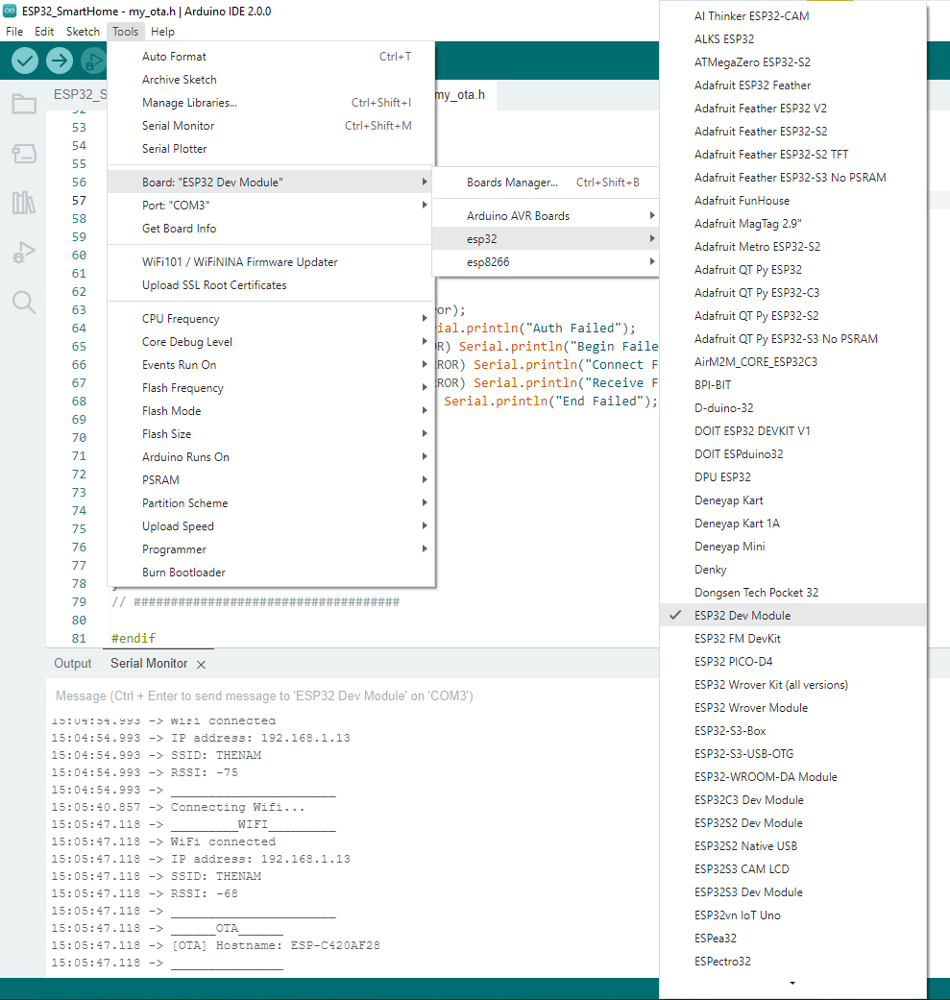 ESP32_SmartHome - my_ota.h | Arduino IDE 2.0.0
File Edit Sketch Tools Help
ESP32_S
my_ota.h
Auto Format Ctrl+T
Archive Sketch
Manage Libraries... Ctrl+Shift+I
Serial Monitor Ctrl+Shift+M
Serial Plotter
Board: "ESP32 Dev Module"
Port: "COM3"
Get Board Info
WiFi101 / WiFiNINA Firmware Updater
Upload SSL Root Certificates
CPU Frequency
Core Debug Level
Events Run On
Flash Frequency
Flash Mode
Flash Size
Arduino Runs On
PSRAM
Partition Scheme
Upload Speed
Programmer
Burn Bootloader
Boards Manager... Ctrl+Shift+B
Arduino AVR Boards
esp32
esp8266
AI Thinker ESP32-CAM
ALKS ESP32
ATMegaZero ESP32-S2
Adafruit ESP32 Feather
Adafruit Feather ESP32 V2
Adafruit Feather ESP32-S2
Adafruit Feather ESP32-S2 TFT
Adafruit Feather ESP32-S3 No PSRAM
Adafruit FunHouse
Adafruit MagTag 2.9"
Adafruit Metro ESP32-S2
Adafruit QT Py ESP32
Adafruit QT Py ESP32-C3
Adafruit QT Py ESP32-S2
Adafruit QT Py ESP32-S3 No PSRAM
AirM2M_CORE_ESP32C3
BPI-BIT
D-duino-32
DOIT ESP32 DEVKIT V1
DOIT ESPduino32
DPU ESP32
Deneyap Kart
Deneyap Kart 1A
Deneyap Mini
Denky
Dongsen Tech Pocket 32
ESP32 Dev Module
ESP32 FM DevKit
ESP32 PICO-D4
ESP32 Wrover Kit (all versions)
ESP32 Wrover Module
ESP32-S3-Box
ESP32-S3-USB-OTG
ESP32-WROOM-DA Module
ESP32C3 Dev Module
ESP32S2 Dev Module
ESP32S2 Native USB
ESP32S3 CAM LCD
ESP32S3 Dev Module
ESP32vn IoT Uno
ESPea32
ESPectro32
52
53
54
55
56
57
58
59
60
61
62
63 or);
64 rial.println("Auth Failed");
65 OR) Serial.println("Begin Faile
66 RROR) Serial.println("Connect F
67 RROR) Serial.println("Receive F
68 Serial.println("End Failed");
69
70
71
72
73
74
75
76
77
78 }
79 // ####################################
80
81 #endif
Output Serial Monitor
Message (Ctrl + Enter to send message to 'ESP32 Dev Module' on 'COM3')
15:04:54.993 -> WiFi connected
15:04:54.993 -> IP address: 192.168.1.13
15:04:54.993 -> SSID: THENAM
15:04:54.993 -> RSSI: -75
15:04:54.993 -> ______________________
15:05:40.857 -> Connecting Wifi...
15:05:47.118 -> _________WIFI_________
15:05:47.118 -> WiFi connected
15:05:47.118 -> IP address: 192.168.1.13
15:05:47.118 -> SSID: THENAM
15:05:47.118 -> RSSI: -68
15:05:47.118 -> ______________________
15:05:47.118 -> ______OTA______
15:05:47.118 -> [OTA] Hostname: ESP-C420AF28
15:05:47.118 -> _______________